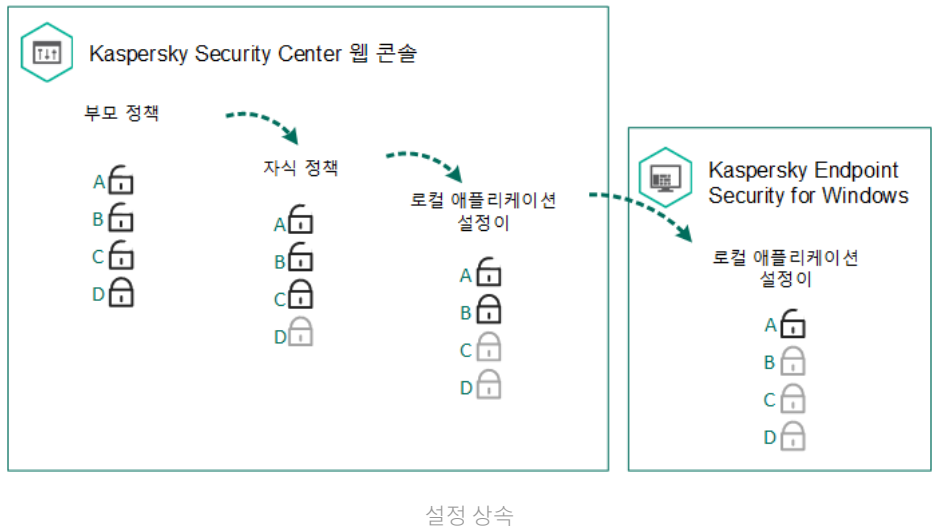 Kaspersky Security Center 웹 콘솔
부모 정책
A
B
C
D
자식 정책
A
B
C
D
로컬 애플리케이션
설정이
A
B
C
D
Kaspersky Endpoint
Security for Windows
로컬 애플리케이션
설정이
A
B
C
D
설정 상속